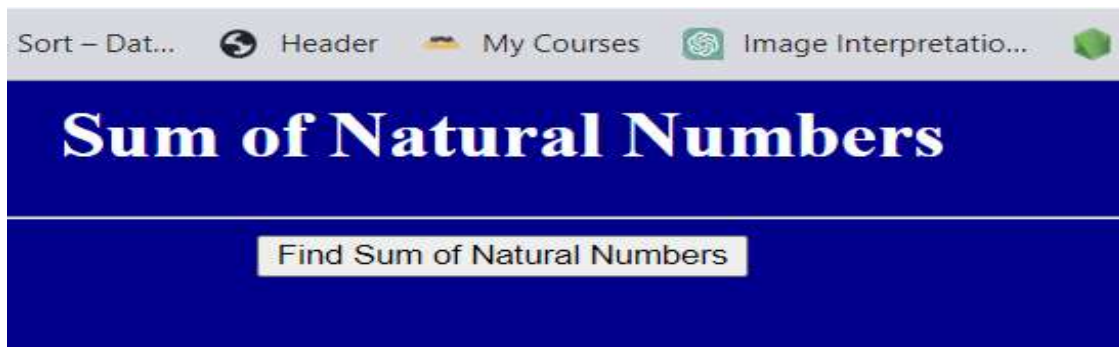 Sort – Dat... Header My Courses Image Interpretatio...
Sum of Natural Numbers
Find Sum of Natural Numbers